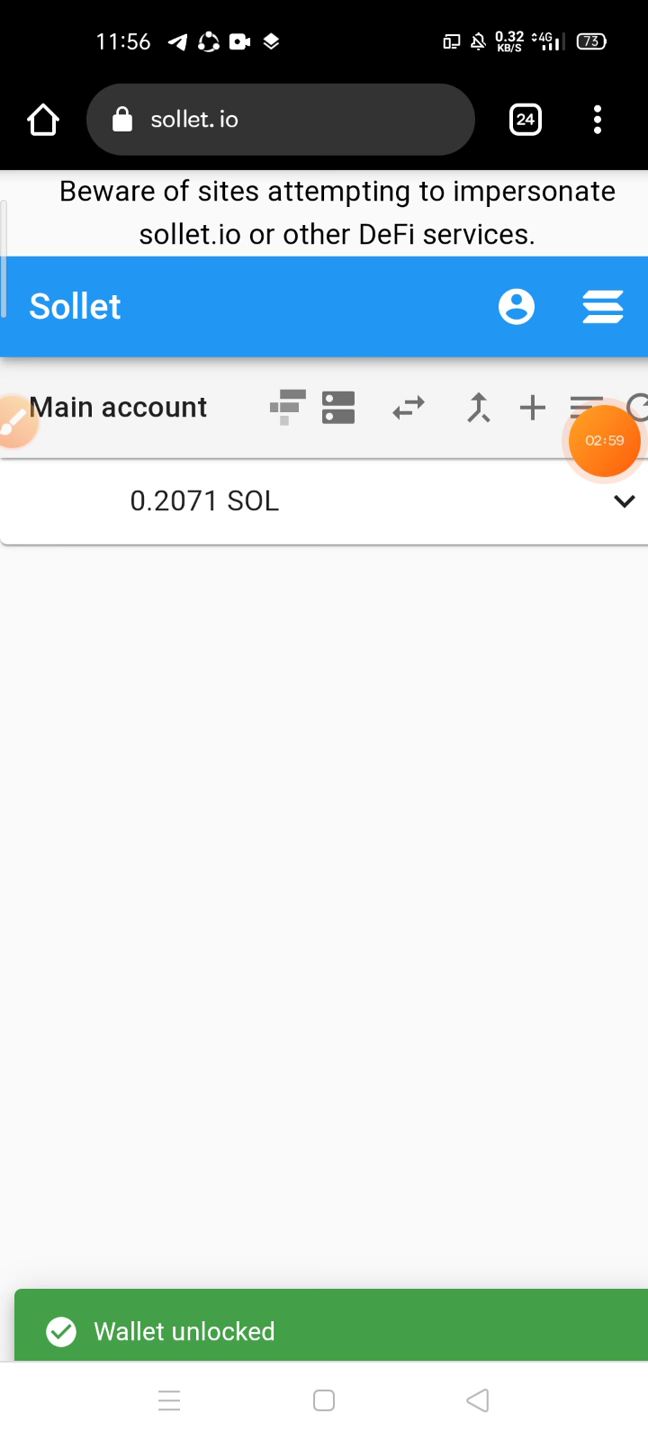 11:56 0.32 KB/S 4G 73
sollet.io 24
Beware of sites attempting to impersonate
sollet.io or other DeFi services.
Sollet
Main account
02:59
0.2071 SOL
Wallet unlocked